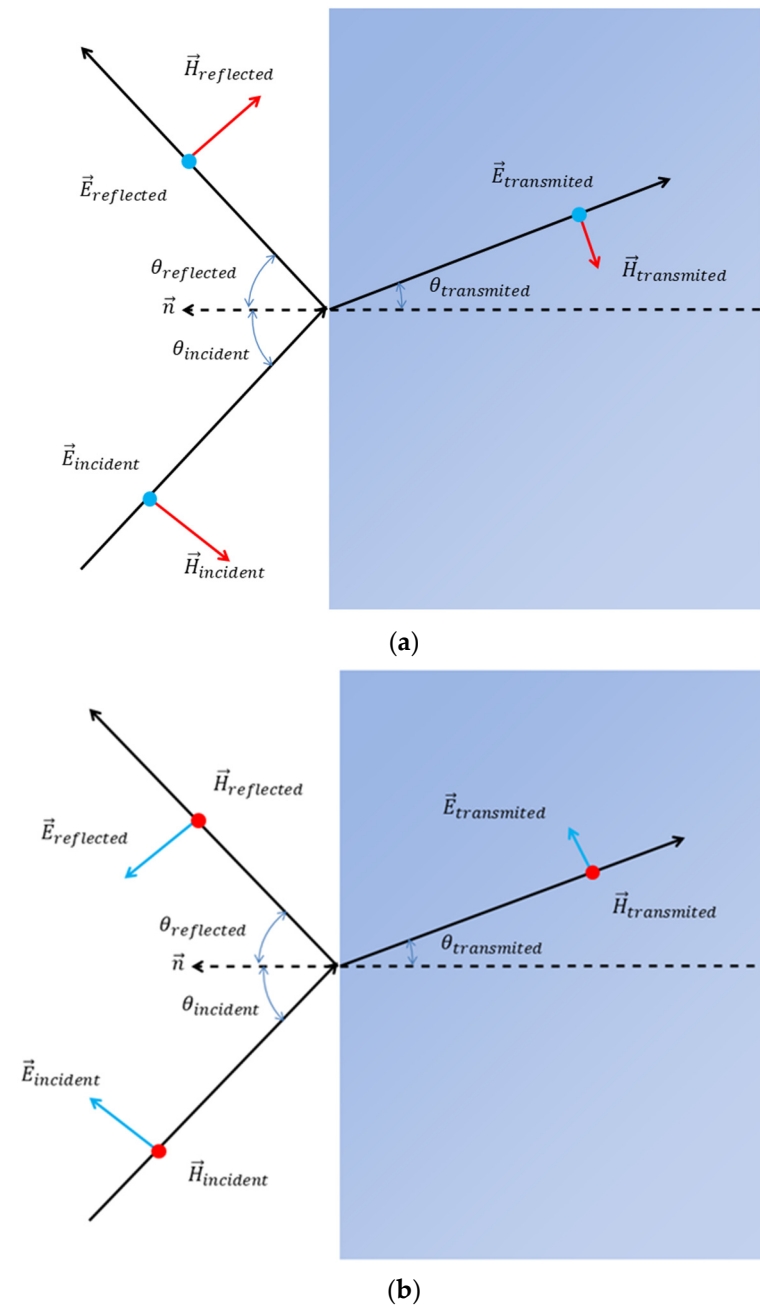 H⃗reflected
E⃗reflected
E⃗transmited
H⃗transmited
θreflected
θtransmited
n⃗
θincident
E⃗incident
H⃗incident
(a)
H⃗reflected
E⃗reflected
E⃗transmited
H⃗transmited
θreflected
θtransmited
n⃗
θincident
E⃗incident
H⃗incident
(b)